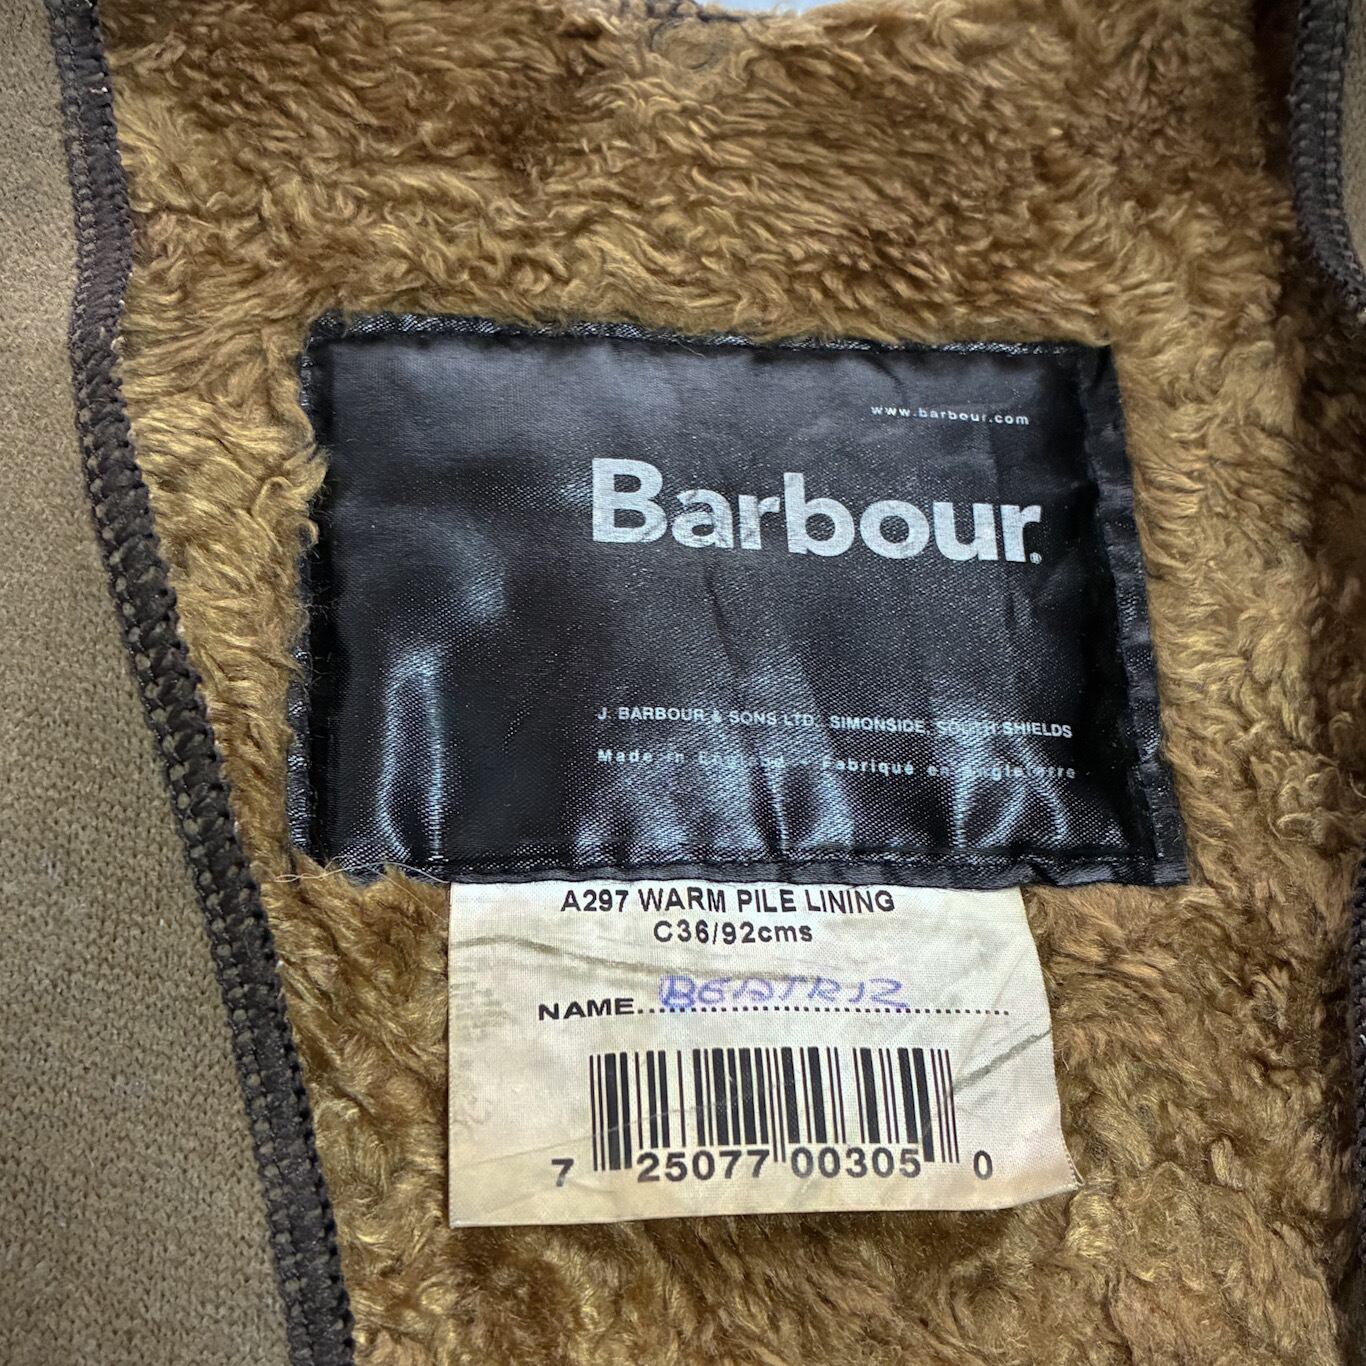 www.barbour.com
Barbour®
J. BARBOUR & SONS LTD, SIMONSIDE, SOUTH SHIELDS
Made in England • Fabriqué en Angleterre
A297 WARM PILE LINING
C36/92cms
NAME. BEATRIZ
7 25077 00305 0